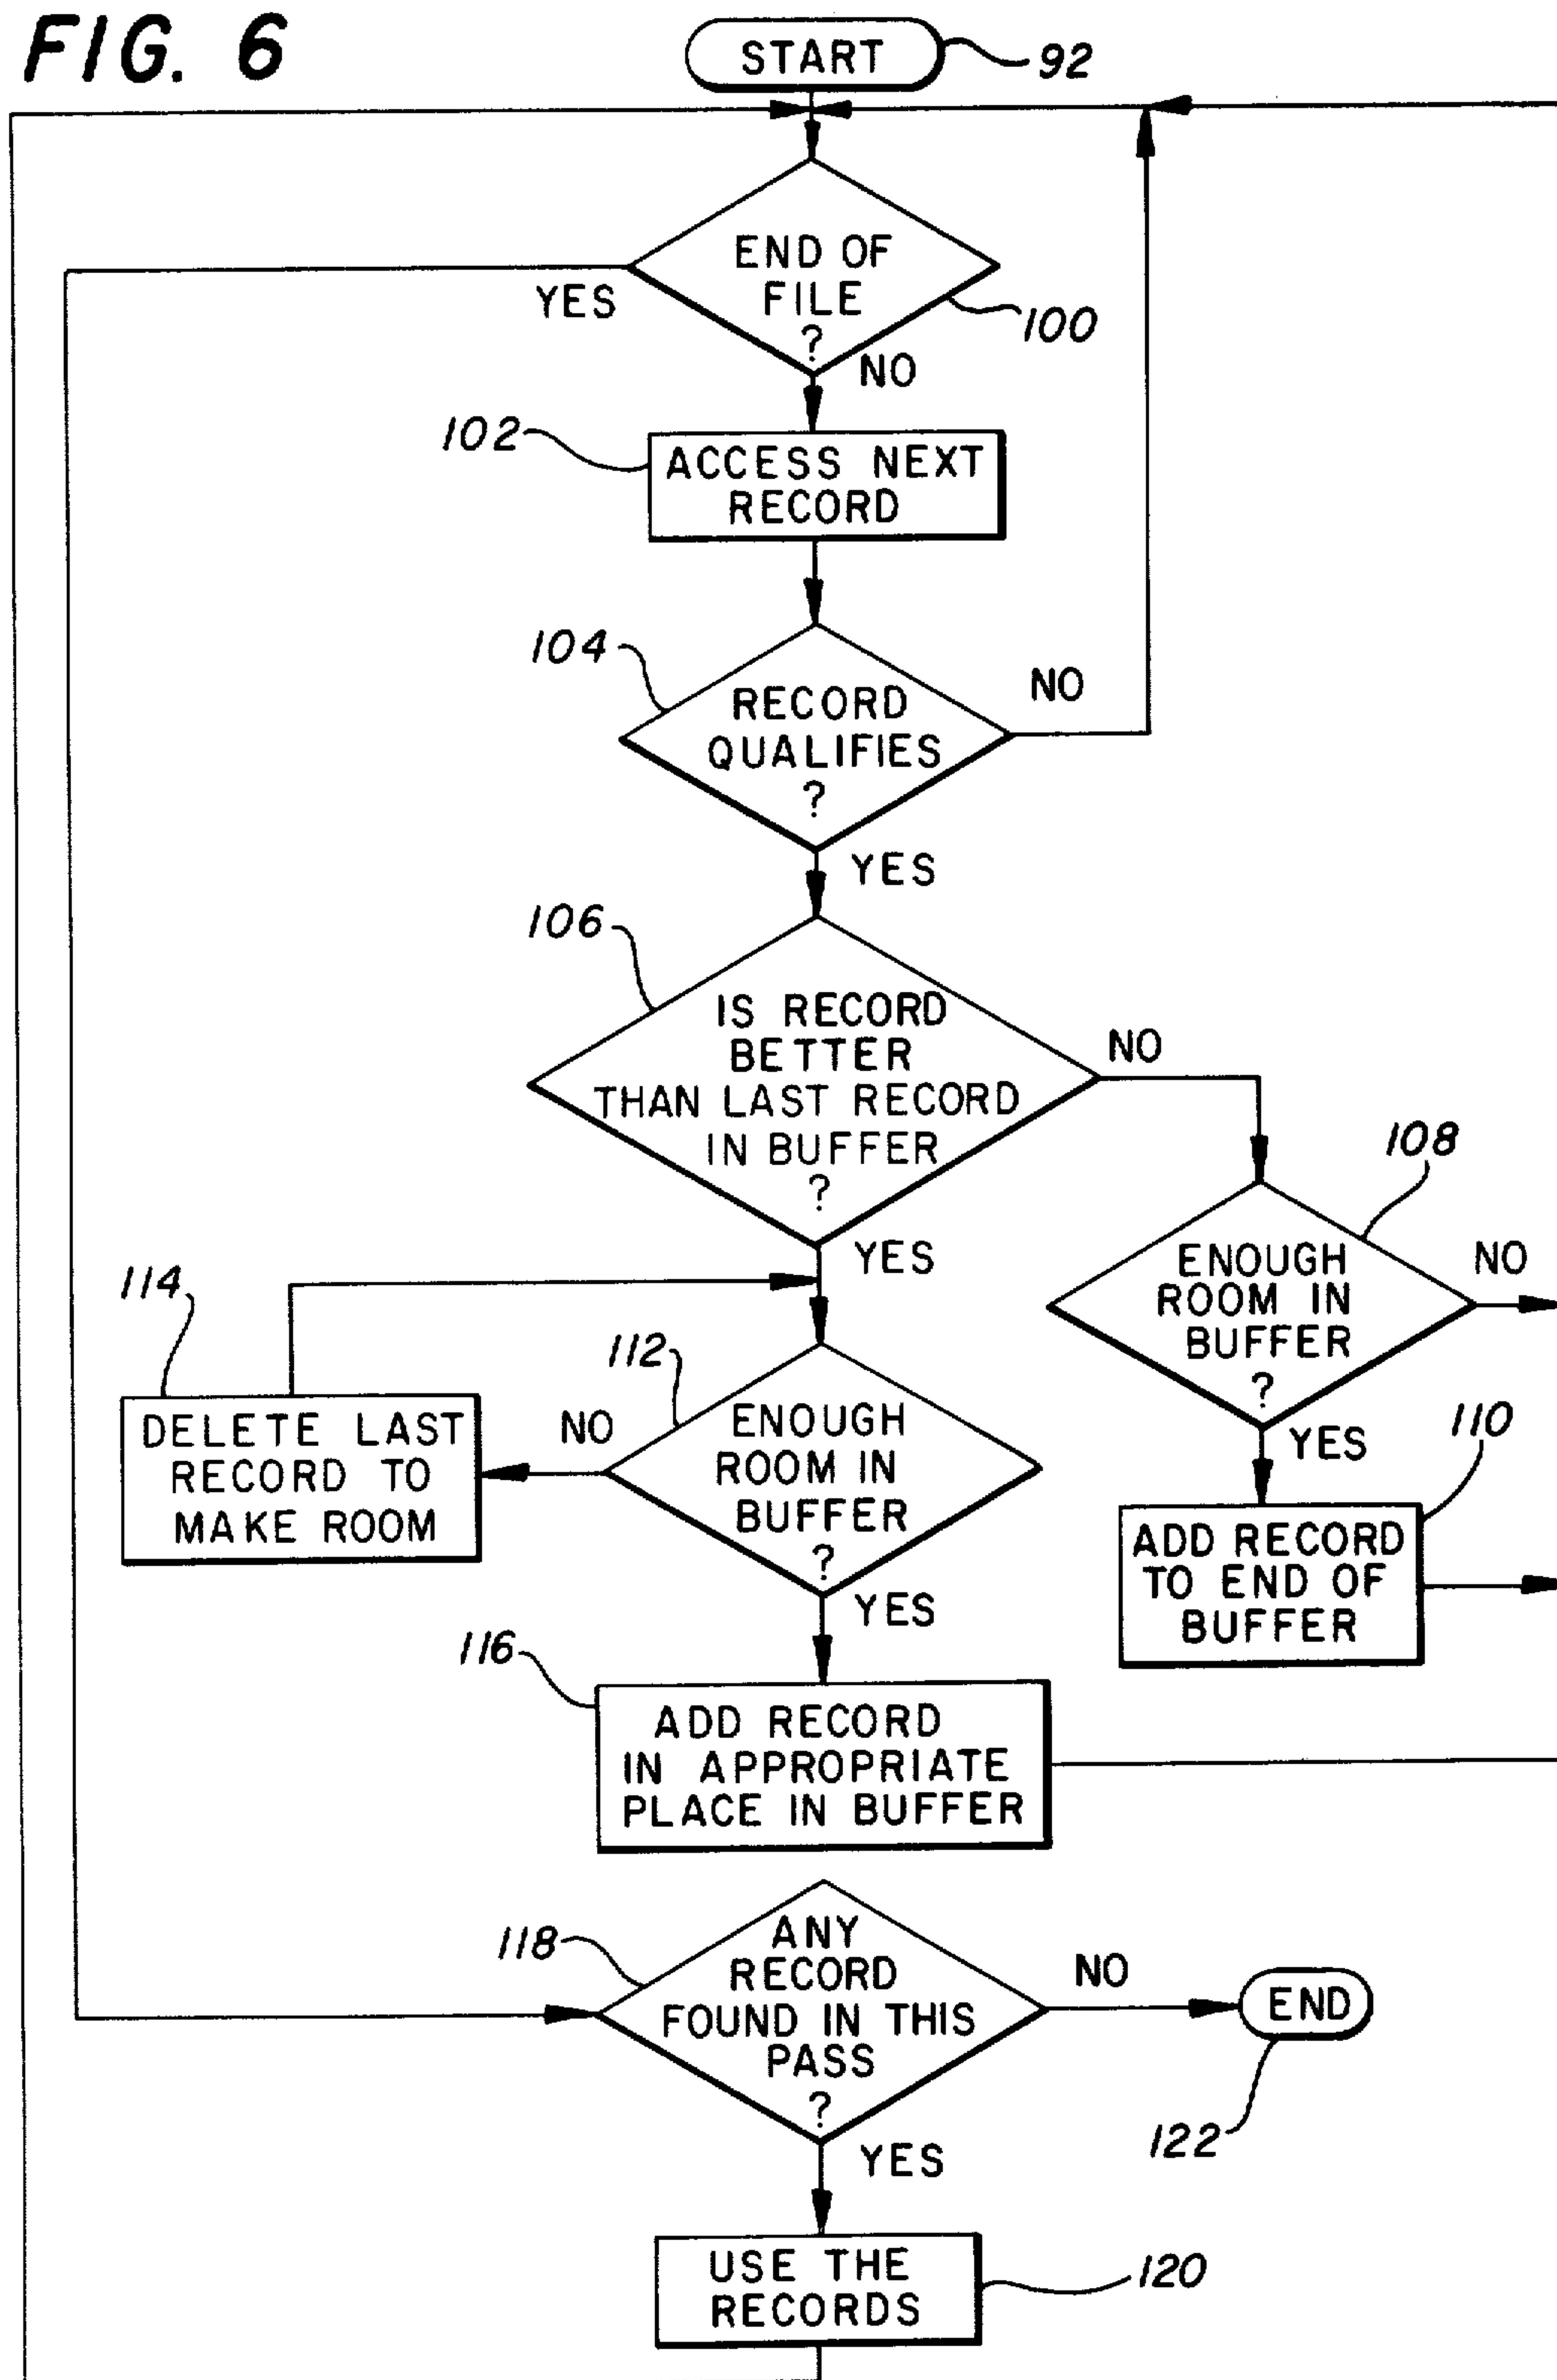 FIG. 6
START
92
END OF
FILE
?
100
YES
NO
102
ACCESS NEXT
RECORD
104
RECORD
QUALIFIES
?
NO
YES
106
IS RECORD
BETTER
THAN LAST RECORD
IN BUFFER
?
NO
YES
108
ENOUGH
ROOM IN
BUFFER
?
NO
YES
110
ADD RECORD
TO END OF
BUFFER
112
ENOUGH
ROOM IN
BUFFER
?
NO
YES
114
DELETE LAST
RECORD TO
MAKE ROOM
116
ADD RECORD
IN APPROPRIATE
PLACE IN BUFFER
118
ANY
RECORD
FOUND IN THIS
PASS
?
NO
END
122
YES
USE THE
RECORDS
120